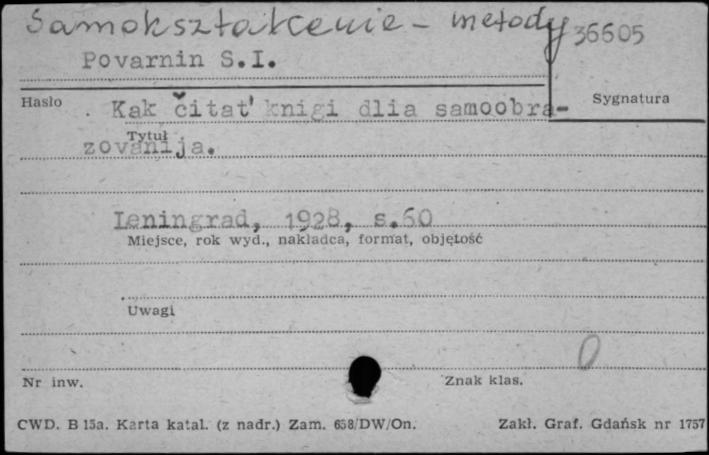 Samokształcenie – metody
36605
Povarnin S.I.
Hasło
Sygnatura
Kak čitat' knigi dlia samoobra-
Tytuł
zovanija.
Leningrad, 1928, s.60
Miejsce, rok wyd., nakładca, format, objętość
Uwagi
0
Nr inw.
Znak klas.
CWD. B 15a. Karta katal. (z nadr.) Zam. 658/DW/On.
Zakł. Graf. Gdańsk nr 1757